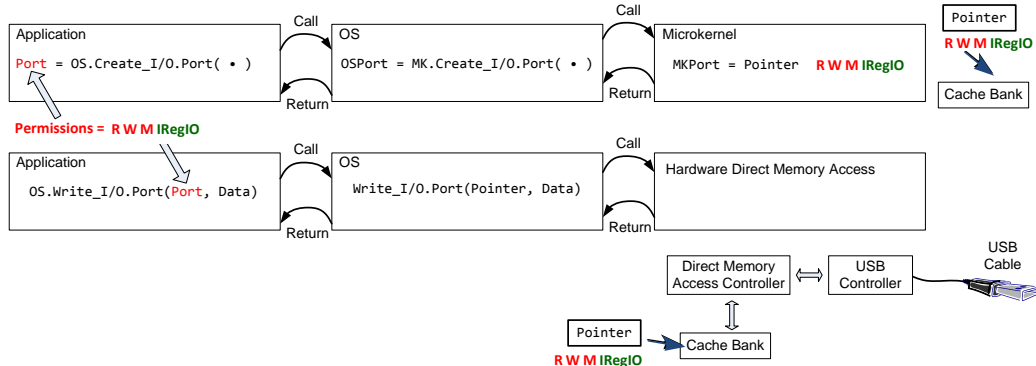 Call
Call
Pointer
R W M IRegIO
Cache Bank
Application
Port = OS.Create_I/O.Port( • )
Return
OS
OSPort = MK.Create_I/O.Port( • )
Return
Microkernel
MKPort = Pointer R W M IRegIO
Permissions = R W M IRegIO
Call
Call
Application
OS.Write_I/O.Port(Port, Data)
Return
OS
Write_I/O.Port(Pointer, Data)
Return
Hardware Direct Memory Access
Direct Memory
Access Controller
USB
Controller
USB
Cable
Pointer
R W M IRegIO
Cache Bank